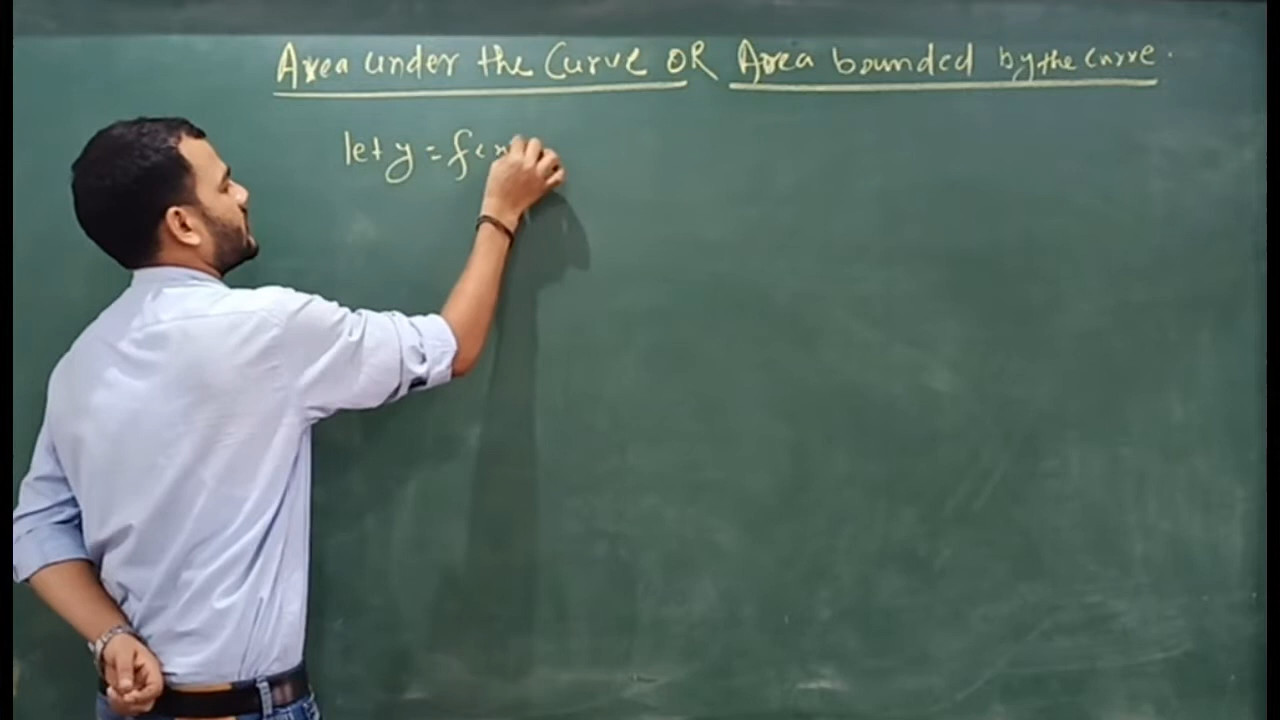 Area under the Curve OR Area bounded by the Curve.
let y = f(x